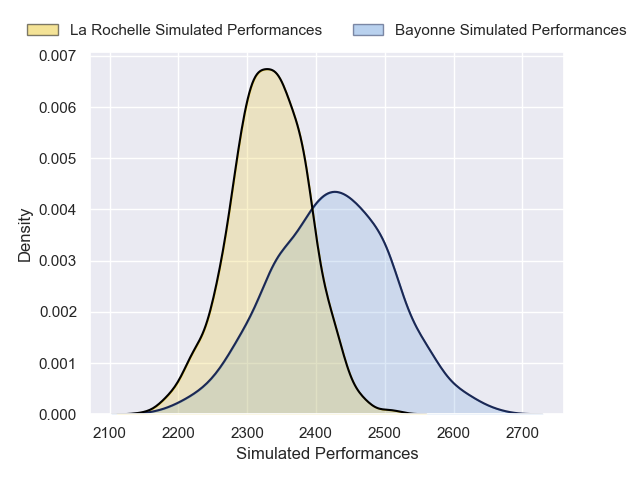 La Rochelle Simulated Performances
Bayonne Simulated Performances
0.007
0.006
0.005
0.004
0.003
0.002
0.001
0.000
Density
2100 2200 2300 2400 2500 2600 2700
Simulated Performances